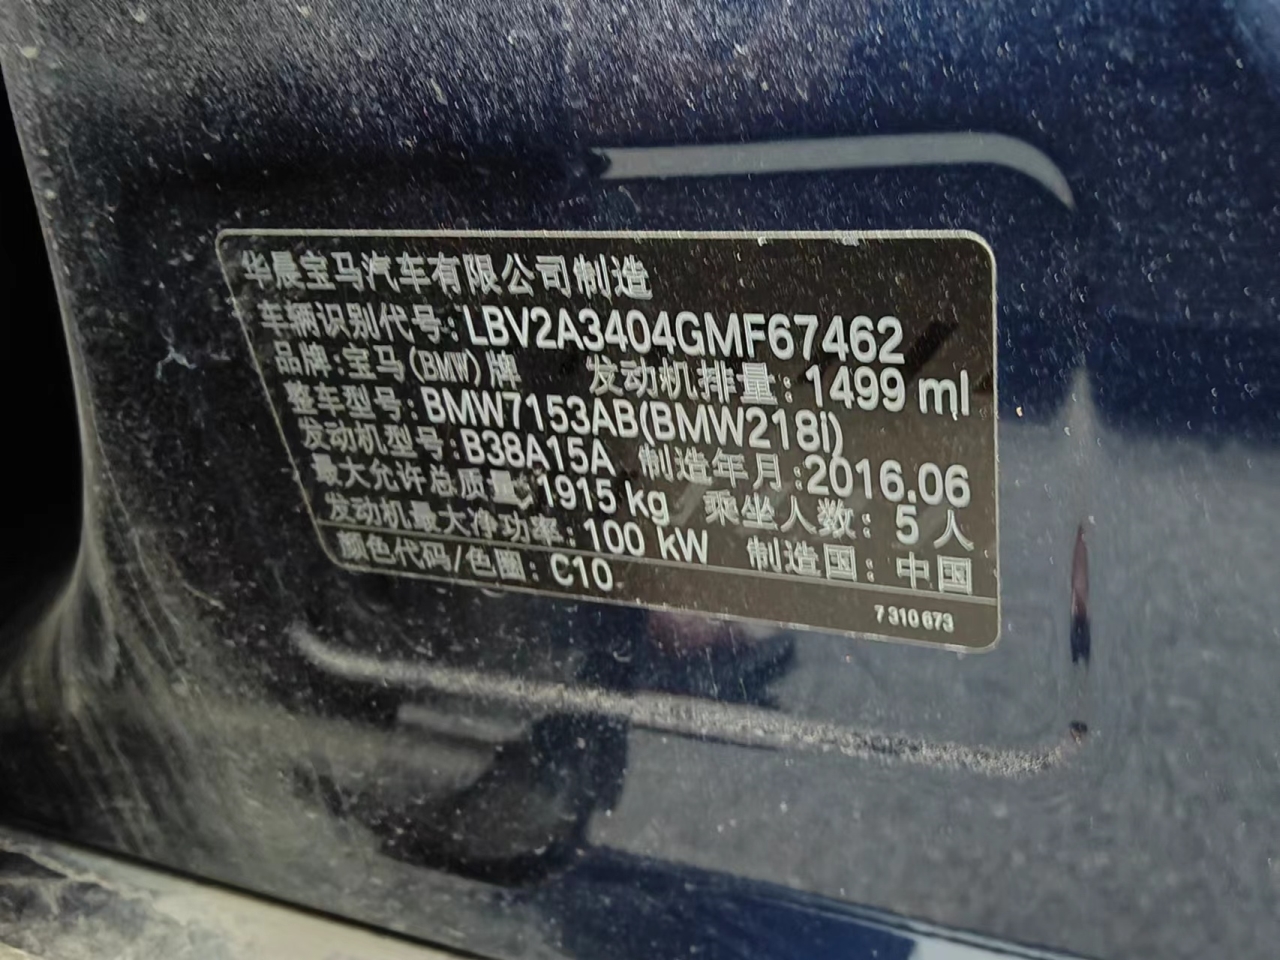 华晨宝马汽车有限公司制造
车辆识别代号:LBV2A3404GMF67462
品牌:宝马(BMW)牌 发动机排量:1499 ml
整车型号:BMW7153AB(BMW218i)
发动机型号:B38A15A 制造年月:2016.06
最大允许总质量:1915 kg 乘坐人数:5 人
发动机最大净功率:100 kW 制造国:中国
颜色代码/色圈:C10
7 310 673